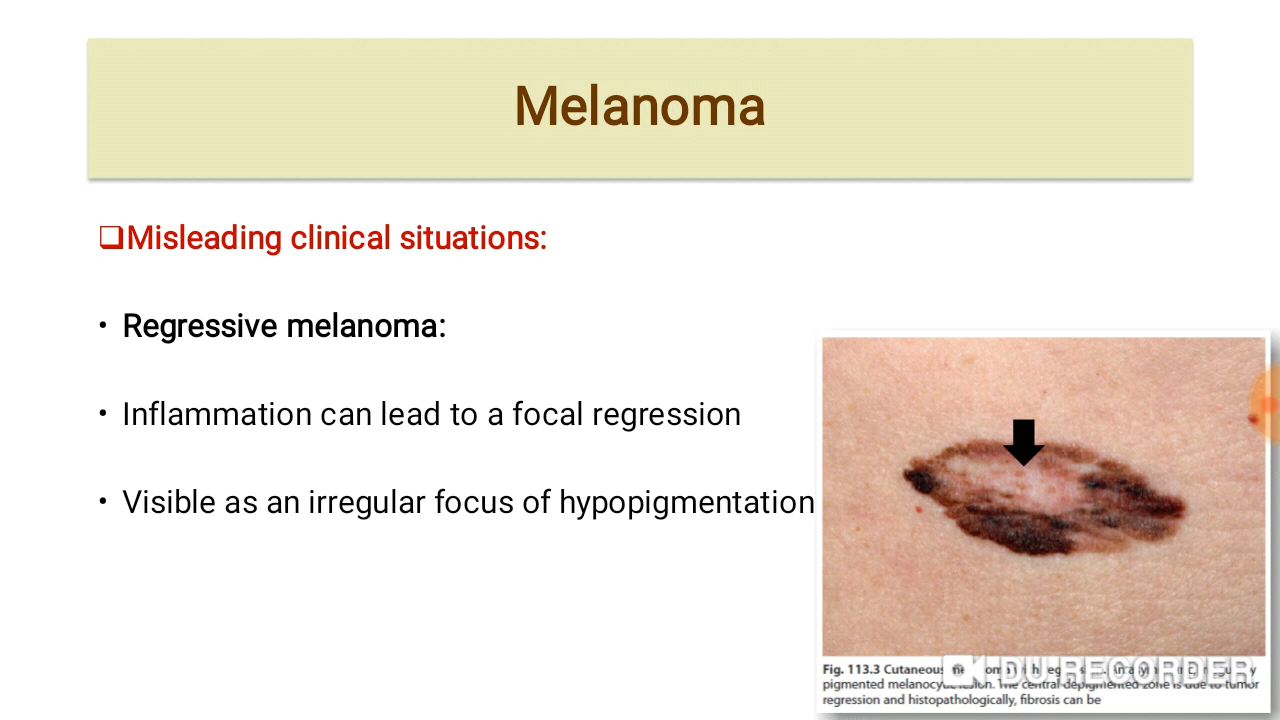 Melanoma
❑Misleading clinical situations:
• Regressive melanoma:
• Inflammation can lead to a focal regression
• Visible as an irregular focus of hypopigmentation
Fig. 113.3 Cutaneous
DU RECORDER
pigmented melanocytic lesion. The central depigmented zone is due to tumor
regression and histopathologically, fibrosis can be